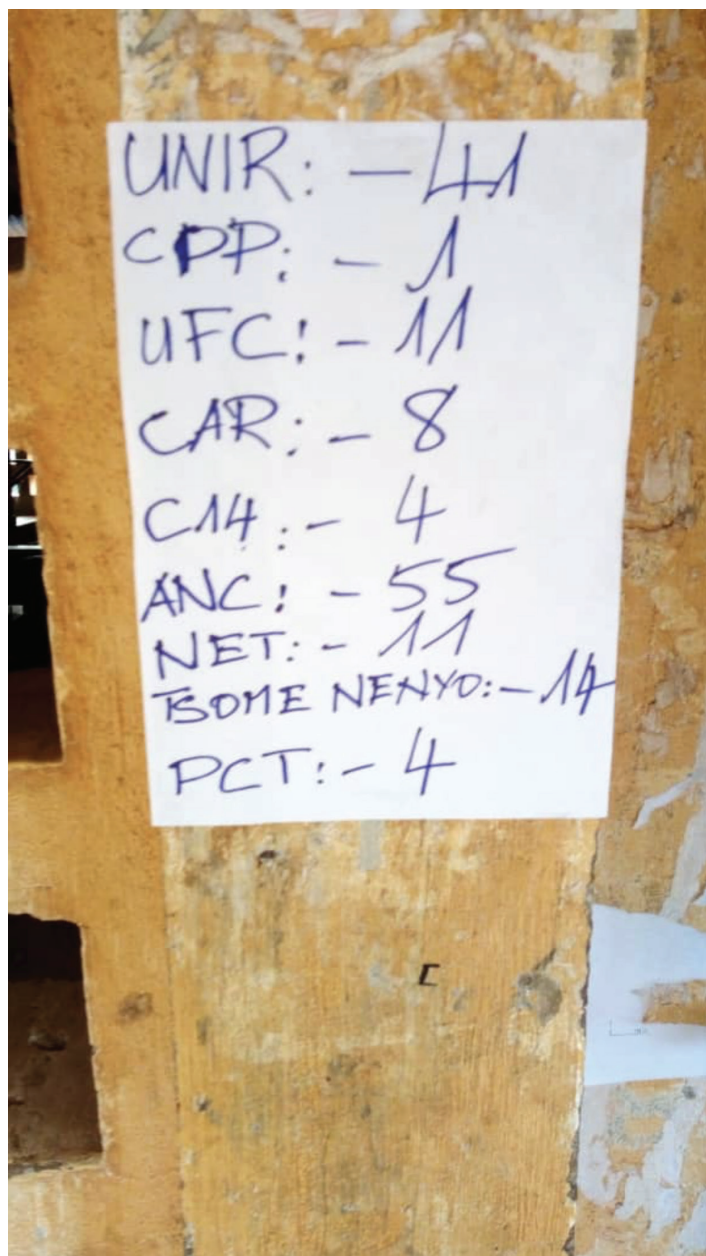 UNIR: - 41
CPP: - 1
UFC: - 11
CAR: - 8
C14: - 4
ANC: - 55
NET: - 11
TSOME NENYO: - 14
PCT: - 4
C